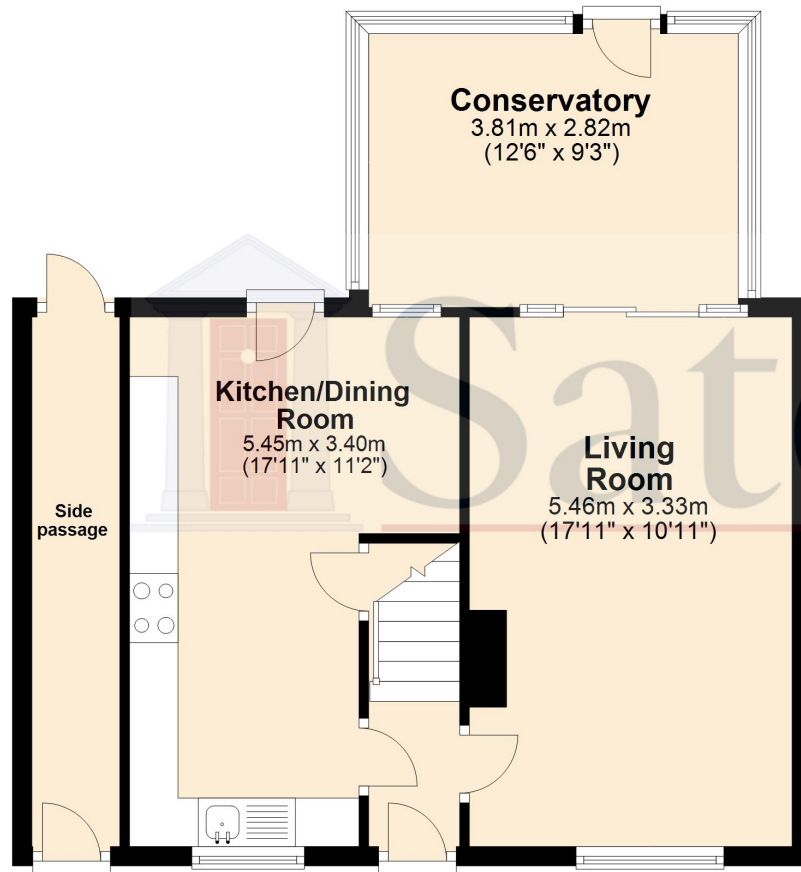 Conservatory
3.81m x 2.82m
(12'6" x 9'3")
Kitchen/Dining
Room
5.45m x 3.40m
(17'11" x 11'2")
Living
Room
5.46m x 3.33m
(17'11" x 10'11")
Side
passage
Sat